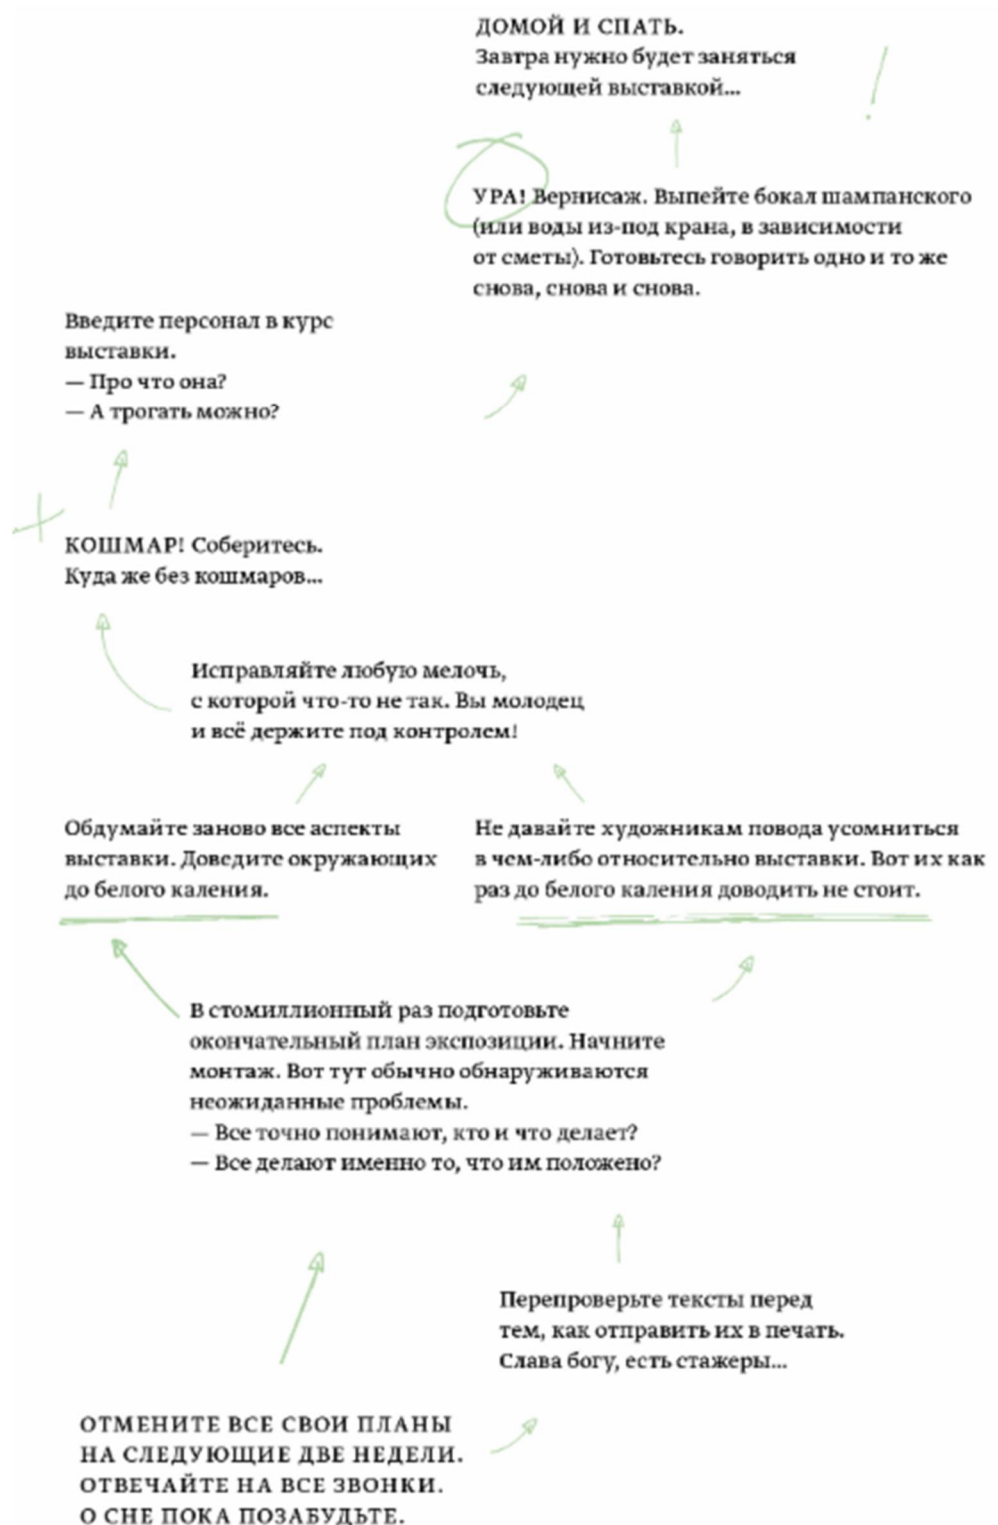 ДОМОЙ И СПАТЬ.
Завтра нужно будет заняться
следующей выставкой...
УРА! Вернисаж. Выпейте бокал шампанского
(или воды из-под крана, в зависимости
от сметы). Готовьтесь говорить одно и то же
снова, снова и снова.
Введите персонал в курс
выставки.
— Про что она?
— А трогать можно?
КОШМАР! Соберитесь.
Куда же без кошмаров...
Исправляйте любую мелочь,
с которой что-то не так. Вы молодец
и всё держите под контролем!
Обдумайте заново все аспекты
выставки. Доведите окружающих
до белого каления.
Не давайте художникам повода усомниться
в чем-либо относительно выставки. Вот их как
раз до белого каления доводить не стоит.
В стомиллионный раз подготовьте
окончательный план экспозиции. Начните
монтаж. Вот тут обычно обнаруживаются
неожиданные проблемы.
— Все точно понимают, кто и что делает?
— Все делают именно то, что им положено?
Перепроверьте тексты перед
тем, как отправить их в печать.
Слава богу, есть стажеры...
ОТМЕНИТЕ ВСЕ СВОИ ПЛАНЫ
НА СЛЕДУЮЩИЕ ДВЕ НЕДЕЛИ.
ОТВЕЧАЙТЕ НА ВСЕ ЗВОНКИ.
О СНЕ ПОКА ПОЗАБУДЬТЕ.